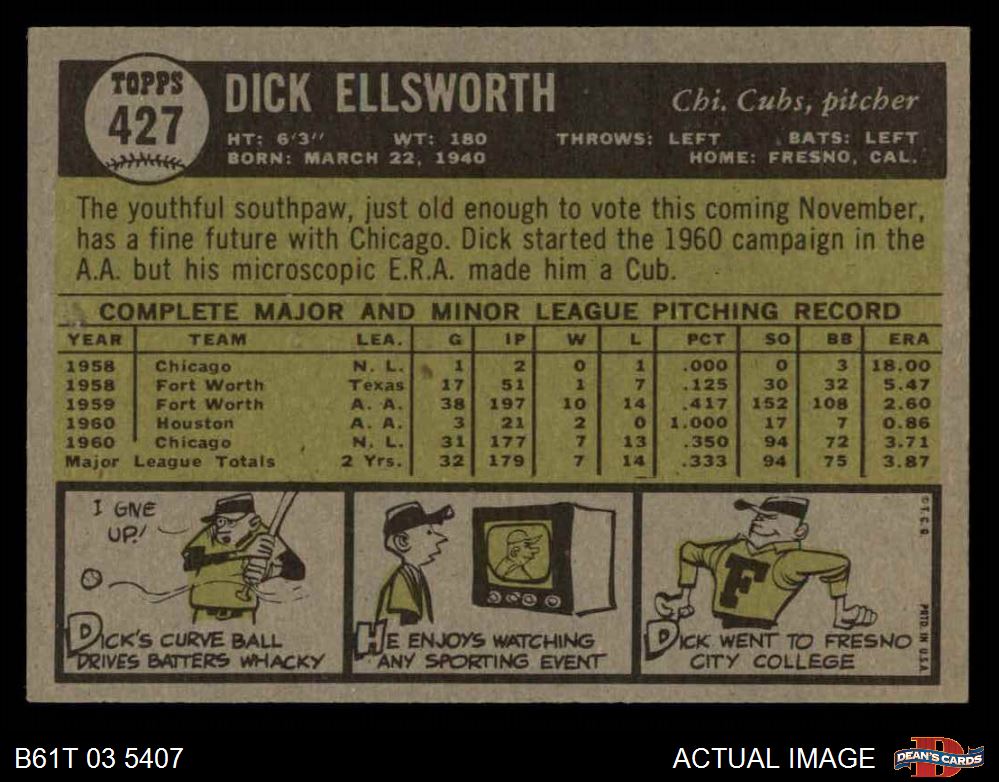 TOPPS
427
DICK ELLSWORTH
Chi. Cubs, pitcher
HT: 6'3" WT: 180 THROWS: LEFT BATS: LEFT
BORN: MARCH 22, 1940 HOME: FRESNO, CAL.
The youthful southpaw, just old enough to vote this coming November,
has a fine future with Chicago. Dick started the 1960 campaign in the
A.A. but his microscopic E.R.A. made him a Cub.
COMPLETE MAJOR AND MINOR LEAGUE PITCHING RECORD
YEAR TEAM LEA. G IP W L PCT SO BB ERA
1958 Chicago N. L. 1 2 0 1 .000 0 3 18.00
1958 Fort Worth Texas 17 51 1 7 .125 30 32 5.47
1959 Fort Worth A. A. 38 197 10 14 .417 152 108 2.60
1960 Houston A. A. 3 21 2 0 1.000 17 7 0.86
1960 Chicago N. L. 31 177 7 13 .350 94 72 3.71
Major League Totals 2 Yrs. 32 179 7 14 .333 94 75 3.87
I GIVE
UP!
DICK'S CURVE BALL
DRIVES BATTERS WHACKY
HE ENJOYS WATCHING
ANY SPORTING EVENT
F
DICK WENT TO FRESNO
CITY COLLEGE
© T.C.G.
PRTD. IN U.S.A.
B61T 03 5407
ACTUAL IMAGE
D
DEAN'S CARDS